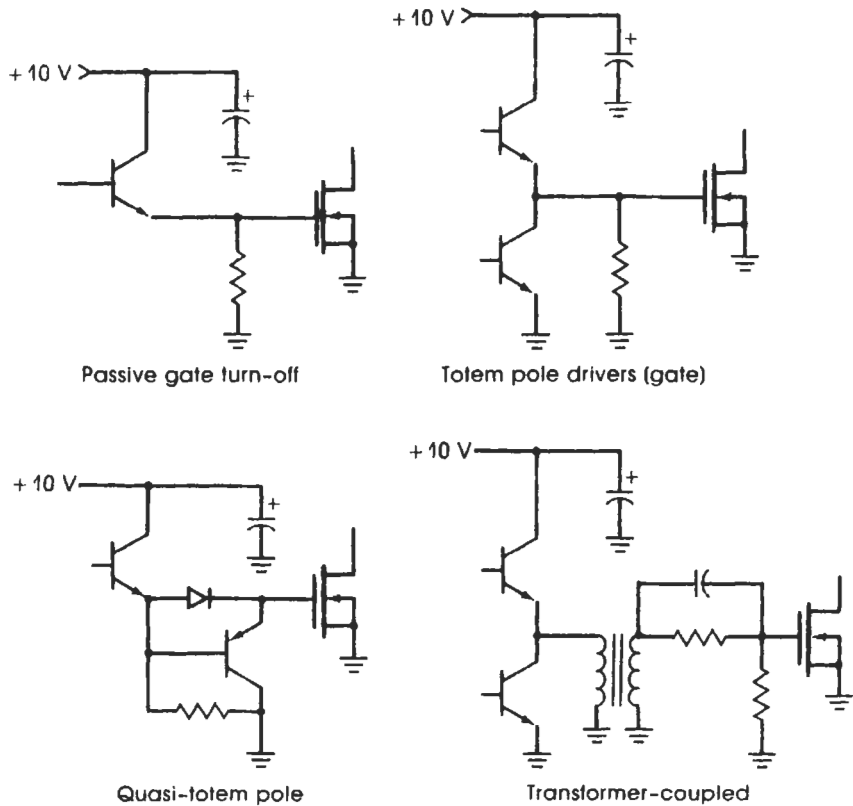 +10 V
+
Passive gate turn-off
+10 V
+
Totem pole drivers (gate)
+10 V
+
Quasi-totem pole
+10 V
+
Transformer-coupled